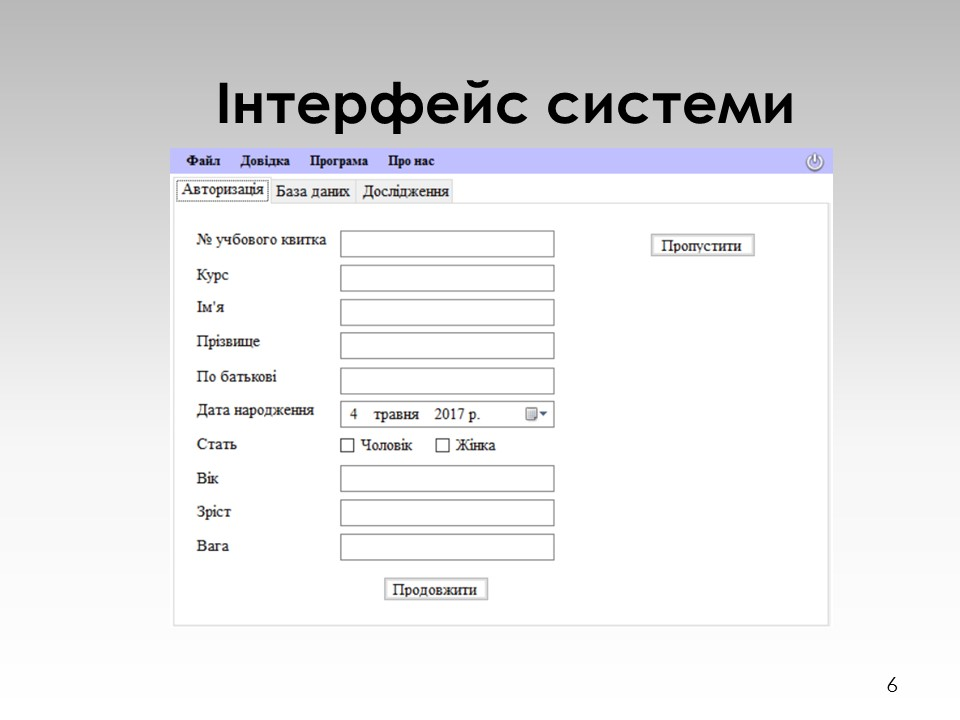 Інтерфейс системи
Файл Довідка Програма Про нас
Авторизація База даних Дослідження
№ учбового квитка
Пропустити
Курс
Ім'я
Прізвище
По батькові
Дата народження 4 травня 2017 р.
Стать Чоловік Жінка
Вік
Зріст
Вага
Продовжити
6